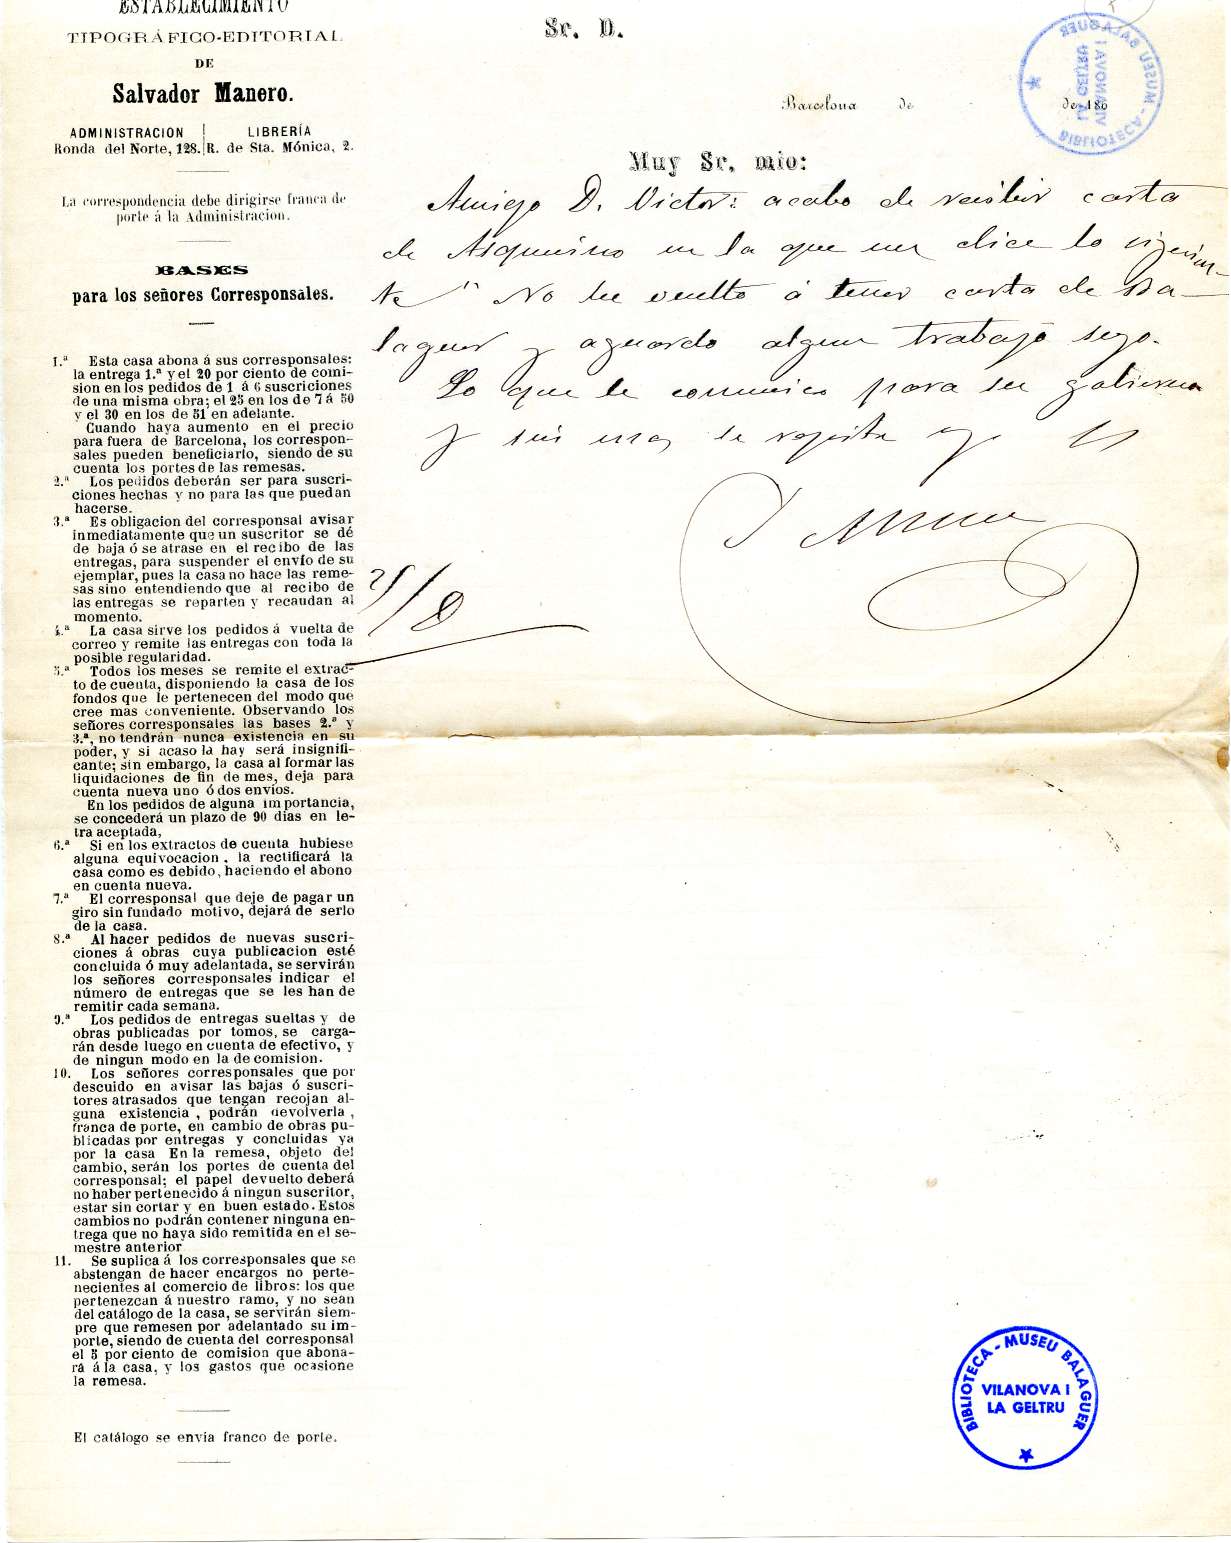 ESTABLECIMIENTO
TIPOGRÁFICO-EDITORIAL
DE
Salvador Manero.
ADMINISTRACION
Ronda del Norte, 128.
LIBRERÍA
R. de Sta. Mónica, 2.
La correspondencia debe dirigirse franca de
porte á la Administracion.
BASES
para los señores Corresponsales.
1.ª Esta casa abona á sus corresponsales:
la entrega 1.ª y el 20 por ciento de comi-
sion en los pedidos de 1 á 6 suscriciones
de una misma obra; el 25 en los de 7 á 50
y el 30 en los de 51 en adelante.
Cuando haya aumento en el precio
para fuera de Barcelona, los correspon-
sales pueden beneficiarlo, siendo de su
cuenta los portes de las remesas.
2.ª Los pedidos deberán ser para suscri-
ciones hechas y no para las que puedan
hacerse.
3.ª Es obligacion del corresponsal avisar
inmediatamente que un suscritor se dé
de baja ó se atrase en el recibo de las
entregas, para suspender el envío de su
ejemplar, pues la casa no hace las reme-
sas sino entendiendo que al recibo de
las entregas se reparten y recaudan al
momento.
4.ª La casa sirve los pedidos á vuelta de
correo y remite las entregas con toda la
posible regularidad.
5.ª Todos los meses se remite el extrac-
to de cuenta, disponiendo la casa de los
fondos que le pertenecen del modo que
cree mas conveniente. Observando los
señores corresponsales las bases 2.ª y
3.ª, no tendrán nunca existencia en su
poder, y si acaso la hay será insignifi-
cante; sin embargo, la casa al formar las
liquidaciones de fin de mes, deja para
cuenta nueva uno ó dos envíos.
En los pedidos de alguna importancia,
se concederá un plazo de 90 dias en le-
tra aceptada,
6.ª Si en los extractos de cuenta hubiese
alguna equivocacion, la rectificará la
casa como es debido, haciendo el abono
en cuenta nueva.
7.ª El corresponsal que deje de pagar un
giro sin fundado motivo, dejará de serlo
de la casa.
8.ª Al hacer pedidos de nuevas suscri-
ciones á obras cuya publicacion esté
concluida ó muy adelantada, se servirán
los señores corresponsales indicar el
número de entregas que se les han de
remitir cada semana.
9.ª Los pedidos de entregas sueltas y de
obras publicadas por tomos, se carga-
rán desde luego en cuenta de efectivo, y
de ningun modo en la de comision.
10. Los señores corresponsales que por
descuido en avisar las bajas ó suscri-
tores atrasados que tengan recojan al-
guna existencia, podrán devolverla,
franca de porte, en cambio de obras pu-
blicadas por entregas y concluidas ya
por la casa En la remesa, objeto del
cambio, serán los portes de cuenta del
corresponsal; el papel devuelto deberá
no haber pertenecido á ningun suscritor,
estar sin cortar y en buen estado. Estos
cambios no podrán contener ninguna en-
trega que no haya sido remitida en el se-
mestre anterior
11. Se suplica á los corresponsales que se
abstengan de hacer encargos no perte-
necientes al comercio de libros: los que
pertenezcan á nuestro ramo, y no sean
del catálogo de la casa, se servirán siem-
pre que remesen por adelantado su im-
porte, siendo de cuenta del corresponsal
el 5 por ciento de comision que abona-
rá á la casa, y los gastos que ocasione
la remesa.
El catálogo se envia franco de porte.
Sr. D.
Barcelona de de 186
Muy Sr. mio:
Amigo D. Victor: acabo de recibir carta
de Asquerino en la que me dice lo siguien-
te "No he vuelto á tener carta de Ba-
laguer y aguardo algun trabajo suyo.
Lo que le comunico para su gobierno
y sin mas se repita
S Manero
BIBLIOTECA - MUSEU BALAGUER
VILANOVA I
LA GELTRU
BIBLIOTECA - MUSEU BALAGUER
VILANOVA I
LA GELTRU